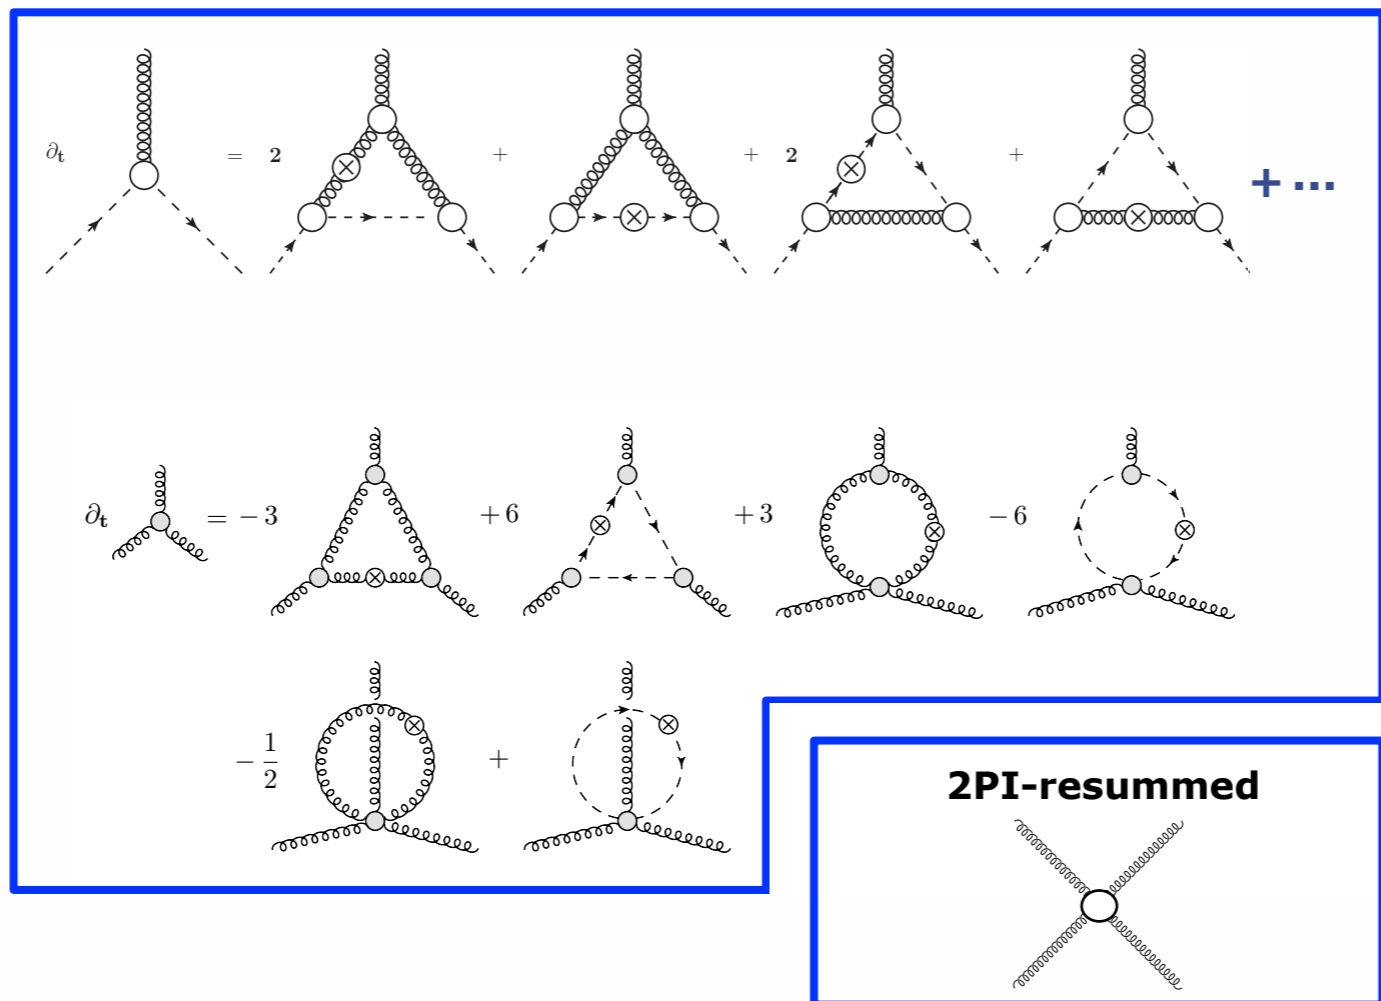 ∂t = 2 + + 2 + + ...
∂t = − 3 + 6 + 3 − 6
− 1/2 +
2PI-resummed